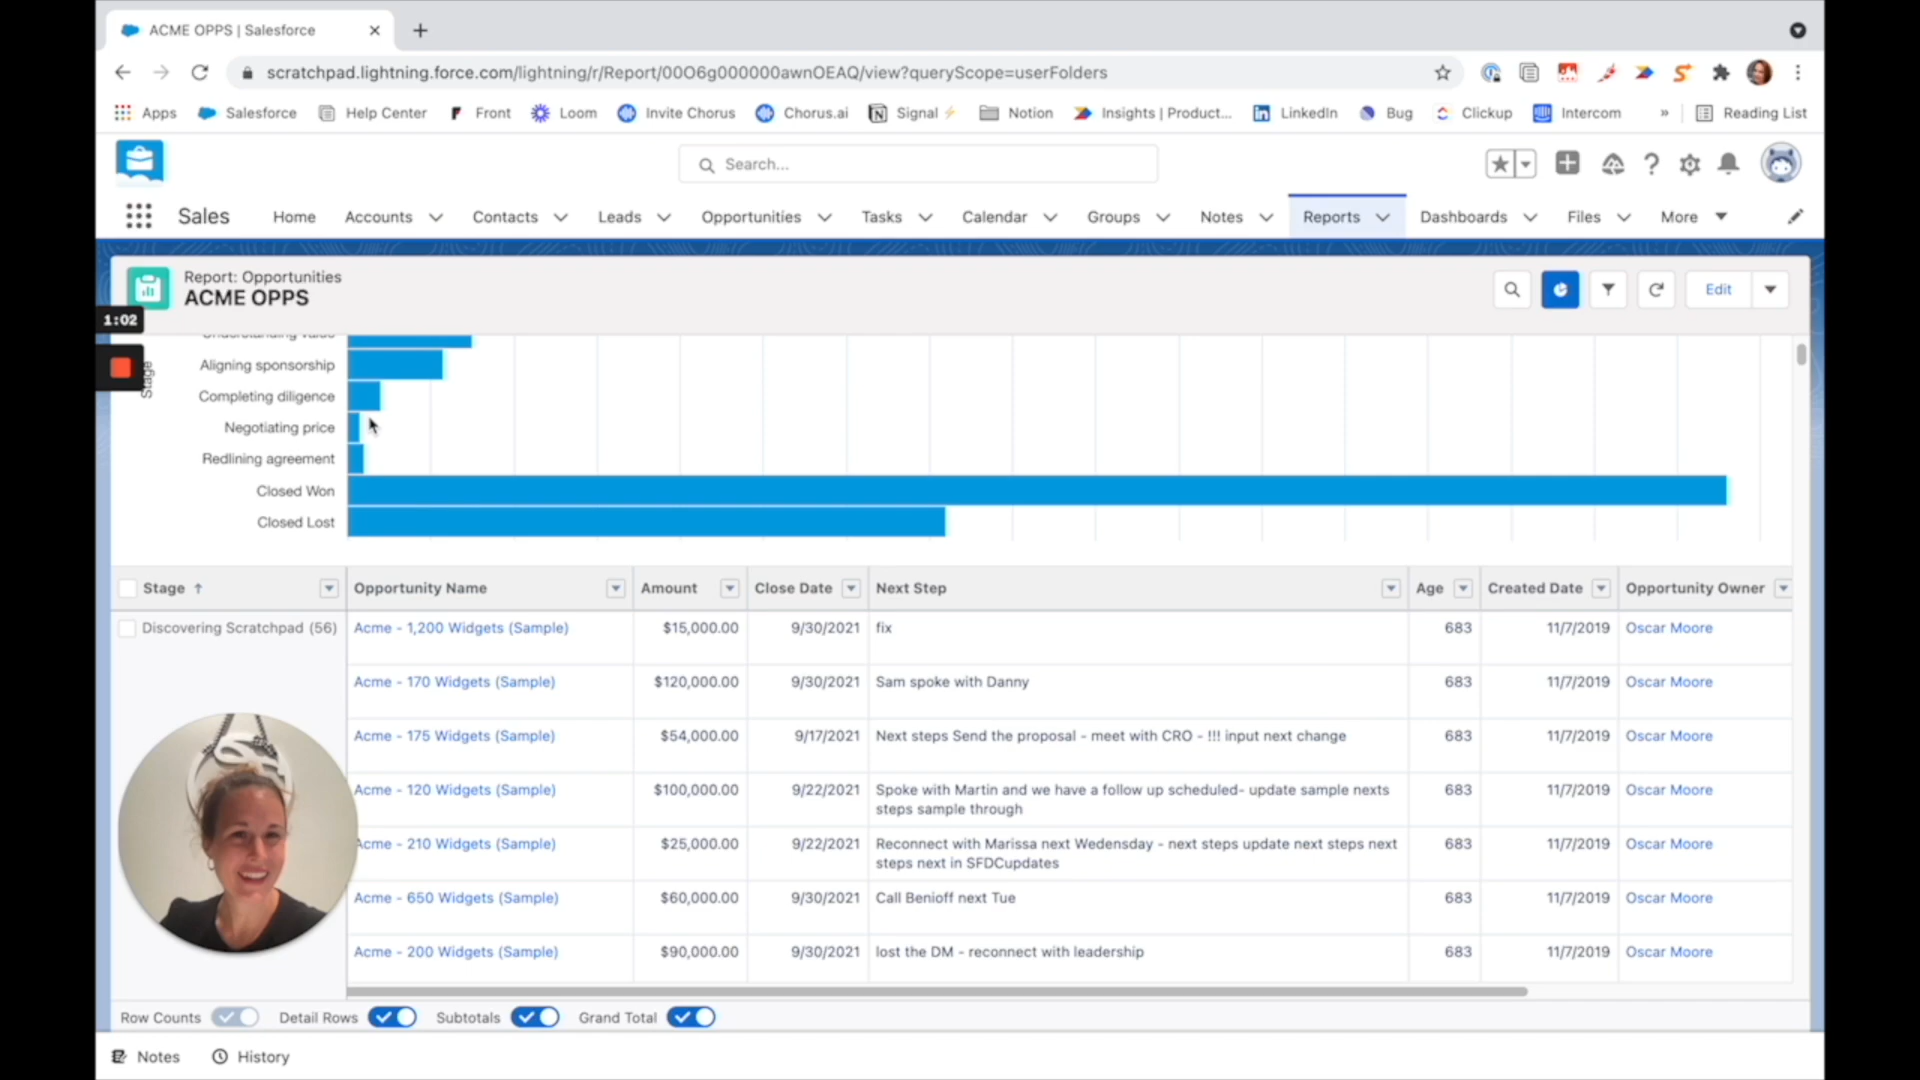 ACME OPPS | Salesforce
scratchpad.lightning.force.com/lightning/r/Report/00O6g000000awnOEAQ/view?queryScope=userFolders
Apps Salesforce Help Center Front Loom Invite Chorus Chorus.ai Signal⚡ Notion Insights | Product... LinkedIn Bug Clickup Intercom » Reading List
Search...
Sales Home Accounts Contacts Leads Opportunities Tasks Calendar Groups Notes Reports Dashboards Files More
Report: Opportunities
ACME OPPS
Edit
1:02
Stage
Understanding value
Aligning sponsorship
Completing diligence
Negotiating price
Redlining agreement
Closed Won
Closed Lost
Stage ↑ Opportunity Name Amount Close Date Next Step Age Created Date Opportunity Owner
Discovering Scratchpad (56) Acme - 1,200 Widgets (Sample) $15,000.00 9/30/2021 fix 683 11/7/2019 Oscar Moore
Acme - 170 Widgets (Sample) $120,000.00 9/30/2021 Sam spoke with Danny 683 11/7/2019 Oscar Moore
Acme - 175 Widgets (Sample) $54,000.00 9/17/2021 Next steps Send the proposal - meet with CRO - !!! input next change 683 11/7/2019 Oscar Moore
Acme - 120 Widgets (Sample) $100,000.00 9/22/2021 Spoke with Martin and we have a follow up scheduled- update sample nexts 683 11/7/2019 Oscar Moore
steps sample through
Acme - 210 Widgets (Sample) $25,000.00 9/22/2021 Reconnect with Marissa next Wedensday - next steps update next steps next 683 11/7/2019 Oscar Moore
steps next in SFDCupdates
Acme - 650 Widgets (Sample) $60,000.00 9/30/2021 Call Benioff next Tue 683 11/7/2019 Oscar Moore
Acme - 200 Widgets (Sample) $90,000.00 9/30/2021 lost the DM - reconnect with leadership 683 11/7/2019 Oscar Moore
Row Counts Detail Rows Subtotals Grand Total
Notes History